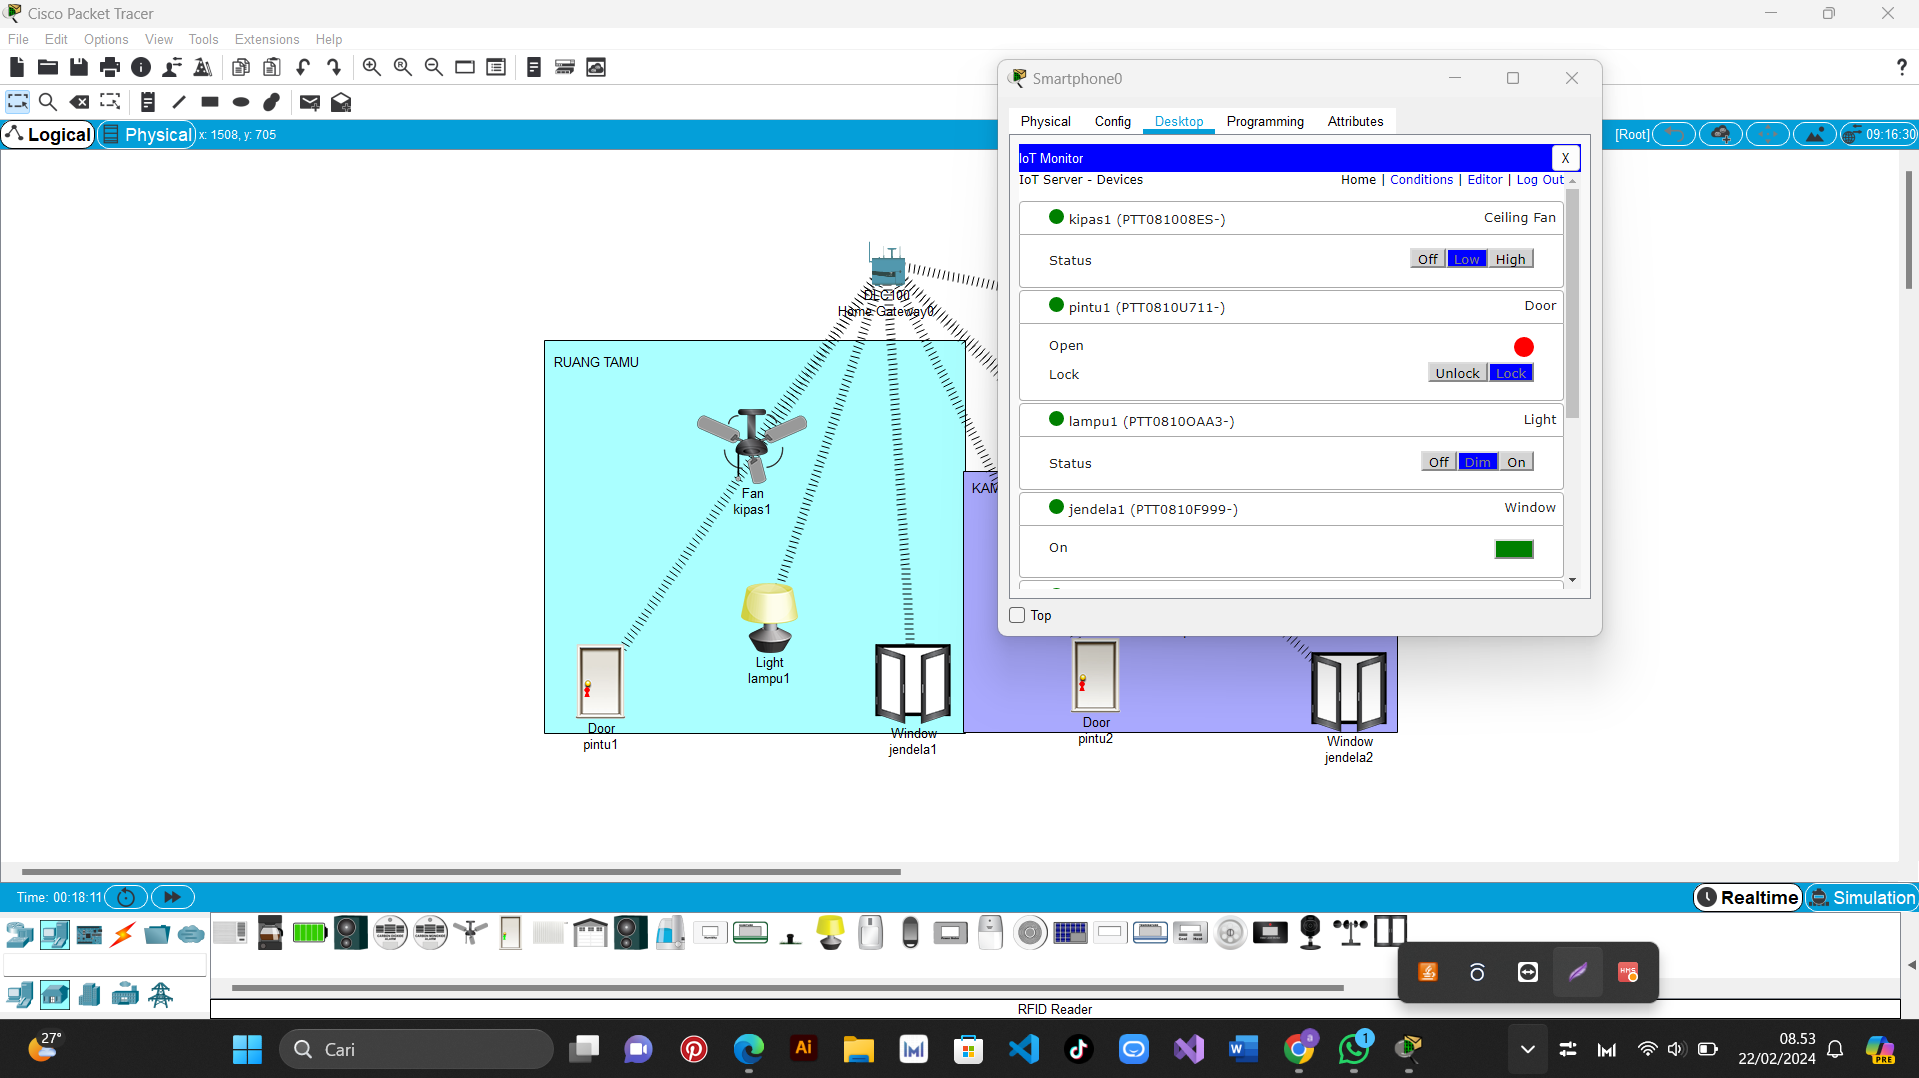 Cisco Packet Tracer
File Edit Options View Tools Extensions Help
?
Logical Physical x: 1508, y: 705
[Root] 09:16:30
DLC100
Home Gateway0
RUANG TAMU
Fan
kipas1
Light
lampu1
Door
pintu1
Window
jendela1
KAM
Door
pintu2
Window
jendela2
Smartphone0
Physical Config Desktop Programming Attributes
IoT Monitor X
IoT Server - Devices Home | Conditions | Editor | Log Out
kipas1 (PTT081008ES-) Ceiling Fan
Status Off Low High
pintu1 (PTT0810U711-) Door
Open
Lock Unlock Lock
lampu1 (PTT0810OAA3-) Light
Status Off Dim On
jendela1 (PTT0810F999-) Window
On
Top
Time: 00:18:11
Realtime Simulation
RFID Reader
27°
Cari
Ai
a
1
08.53
22/02/2024
PRE